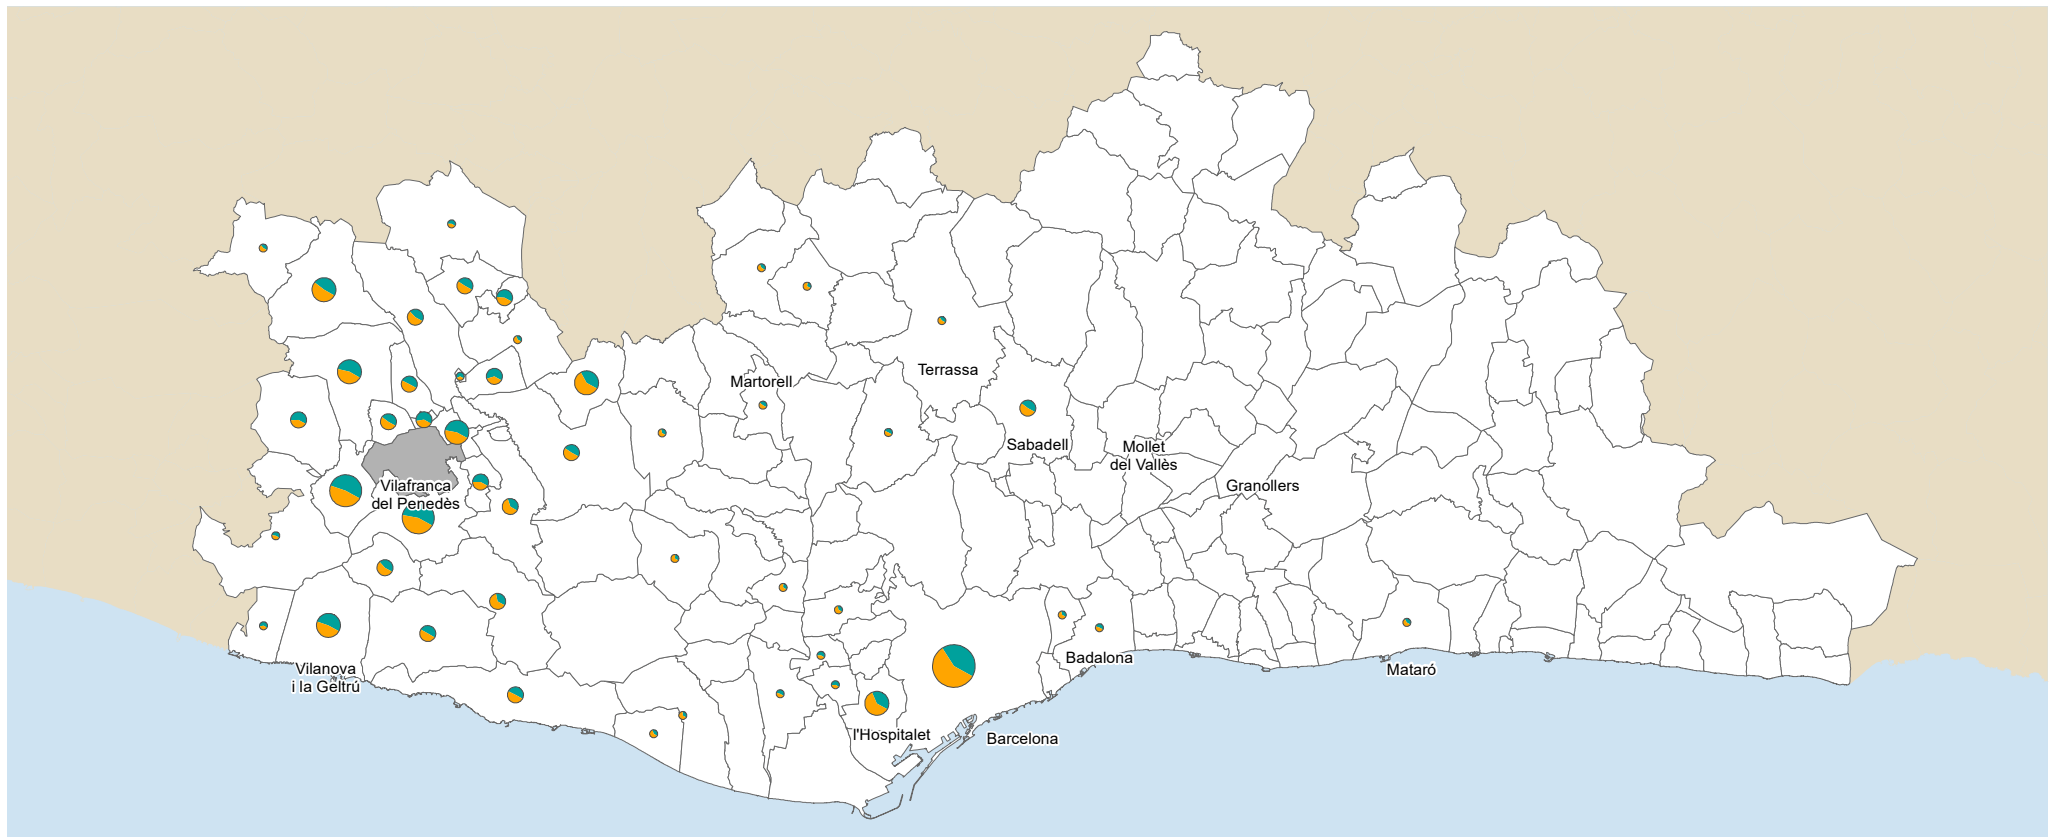 Terrassa
Martorell
Sabadell
Mollet
del Vallès
Vilafranca
del Penedès
Granollers
Badalona
Vilanova
i la Geltrú
Mataró
l'Hospitalet
Barcelona